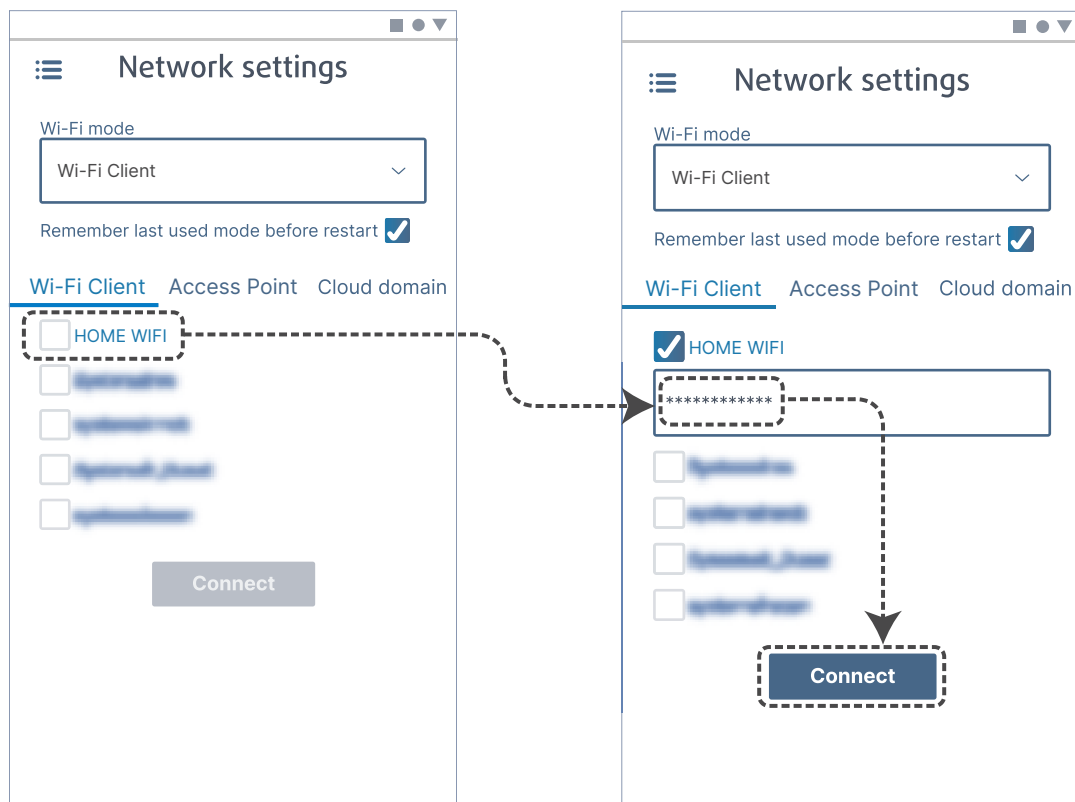 Network settings
Wi-Fi mode
Wi-Fi Client
Remember last used mode before restart
Wi-Fi Client Access Point Cloud domain
HOME WIFI
Connect
Network settings
Wi-Fi mode
Wi-Fi Client
Remember last used mode before restart
Wi-Fi Client Access Point Cloud domain
HOME WIFI
************
Connect